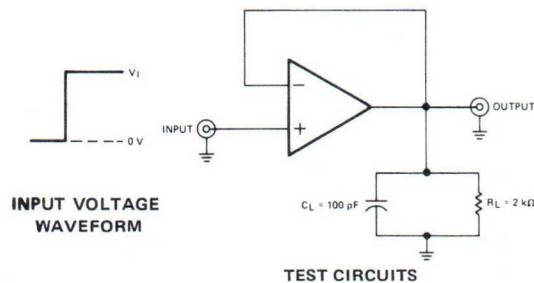 VI
0 V
INPUT VOLTAGE
WAVEFORM
INPUT
−
+
OUTPUT
CL = 100 pF
RL = 2 kΩ
TEST CIRCUITS